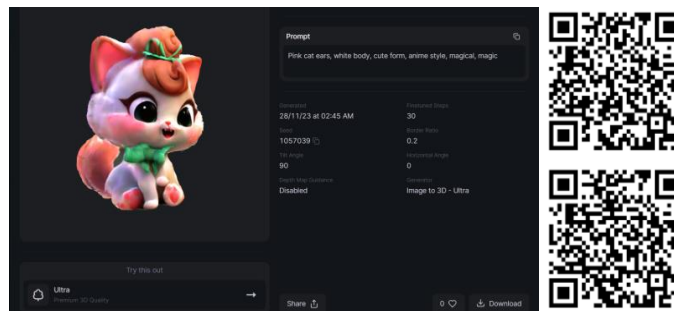 Prompt
Pink cat ears, white body, cute form, anime style, magical, magic
Generated
28/11/23 at 02:45 AM
Finetuned Steps
30
Seed
1057039
Border Ratio
0.2
Tilt Angle
90
Horizontal Angle
0
Depth Map Guidance
Disabled
Generator
Image to 3D - Ultra
Try this out
Ultra
Premium 3D Quality
Share
0
Download